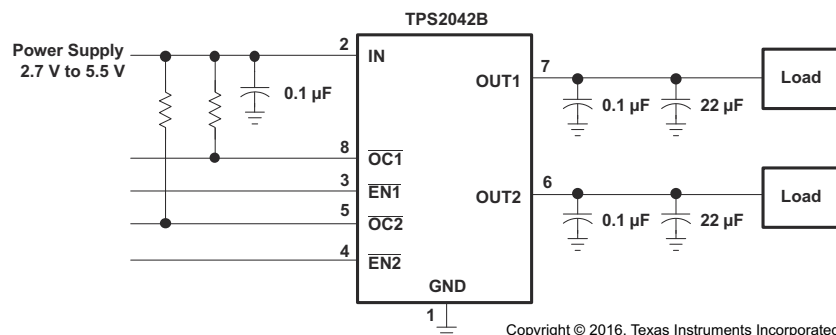 TPS2042B
Power Supply
2.7 V to 5.5 V
2
IN
0.1 µF
OUT1
7
0.1 µF
22 µF
Load
8
OC1
3
EN1
5
OC2
4
EN2
OUT2
6
0.1 µF
22 µF
Load
GND
1
Copyright © 2016, Texas Instruments Incorporated